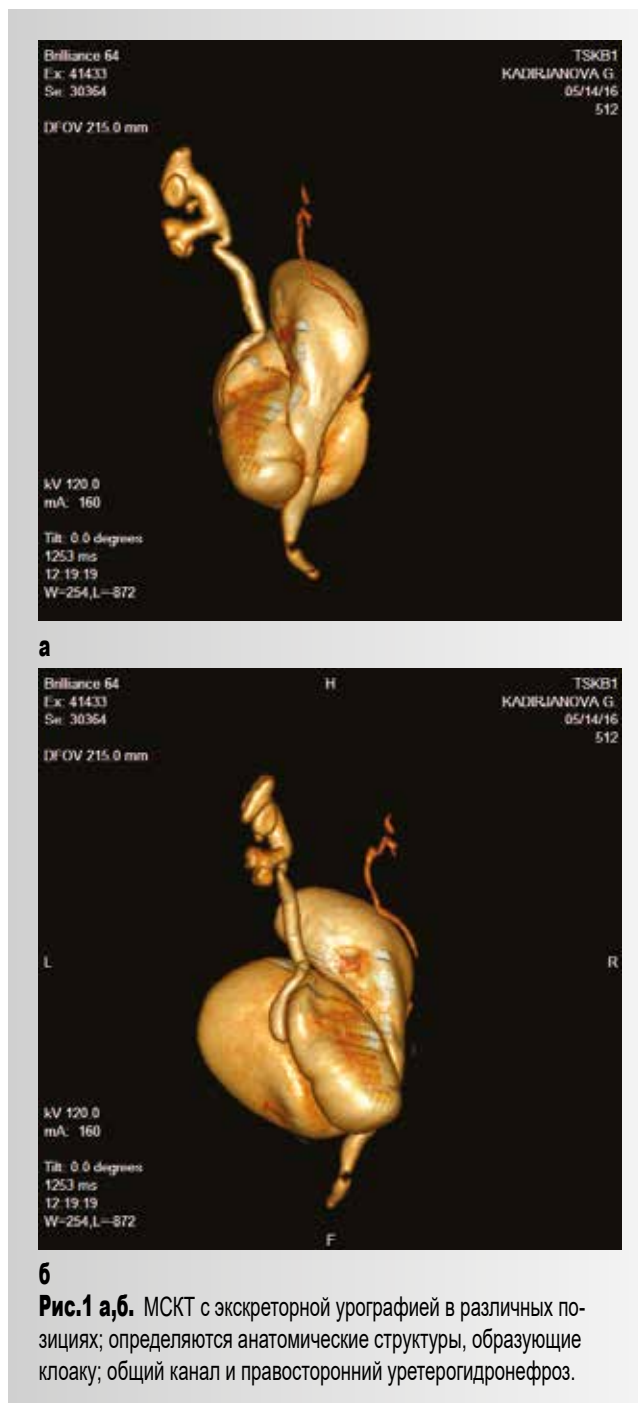 Brilliance 64
Ex: 41433
Se: 30364
DFOV 215.0 mm
TSKB1
KADIRJANOVA G.
05/14/16
512
kV 120.0
mA: 160
Tilt: 0.0 degrees
1253 ms
12:19:19
W=254,L=-872
а
Brilliance 64
Ex: 41433
Se: 30364
DFOV 215.0 mm
H
TSKB1
KADIRJANOVA G.
05/14/16
512
L
R
kV 120.0
mA: 160
Tilt: 0.0 degrees
1253 ms
12:19:19
W=254,L=-872
F
б
Рис.1 а,б. МСКТ с экскреторной урографией в различных по-
зициях; определяются анатомические структуры, образующие
клоаку; общий канал и правосторонний уретерогидронефроз.